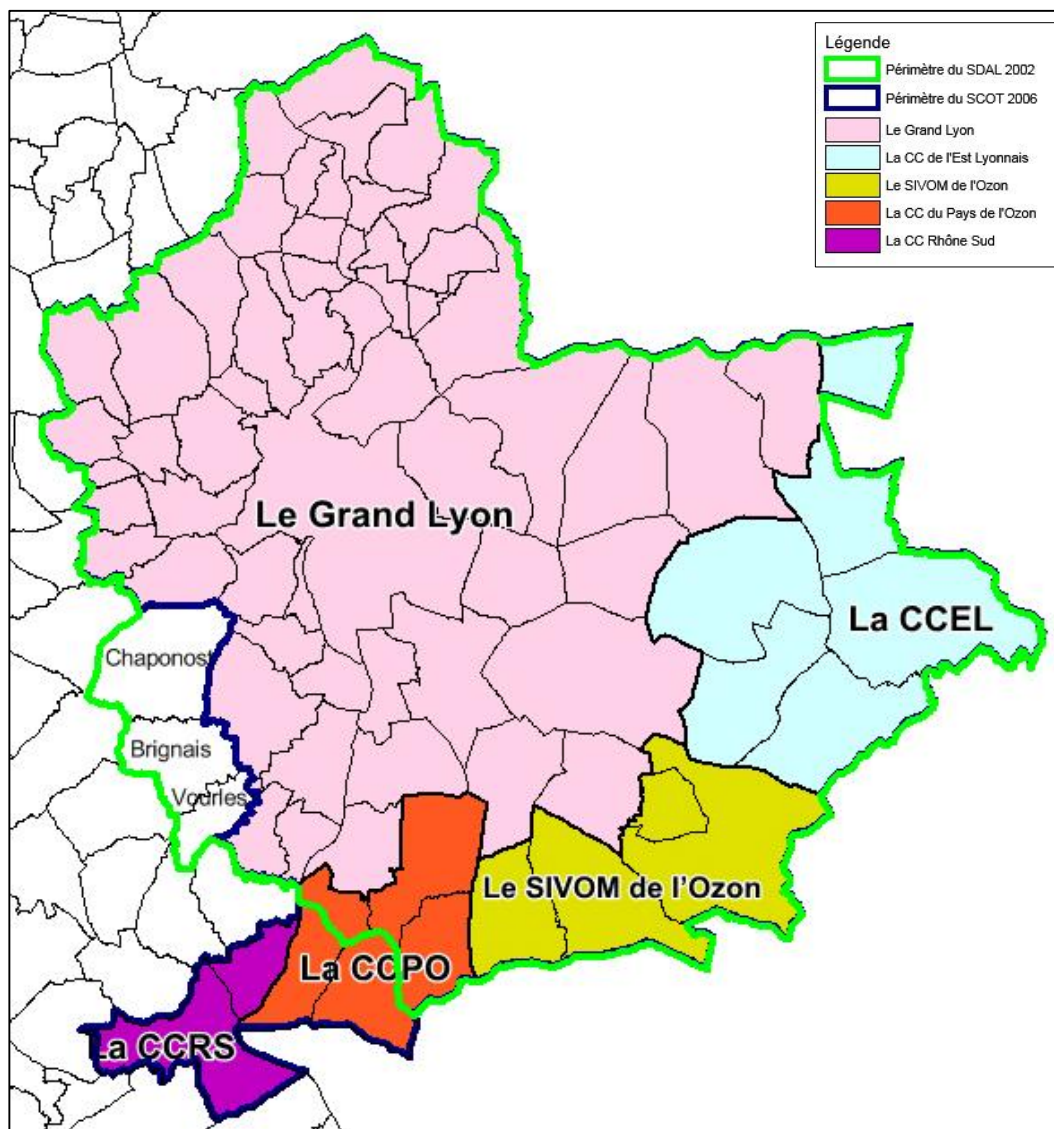 Légende
Périmètre du SDAL 2002
Périmètre du SCOT 2006
Le Grand Lyon
La CC de l'Est Lyonnais
Le SIVOM de l'Ozon
La CC du Pays de l'Ozon
La CC Rhône Sud
Le Grand Lyon
La CCEL
Chaponost
Brignais
Vourles
Le SIVOM de l'Ozon
La CCPO
La CCRS